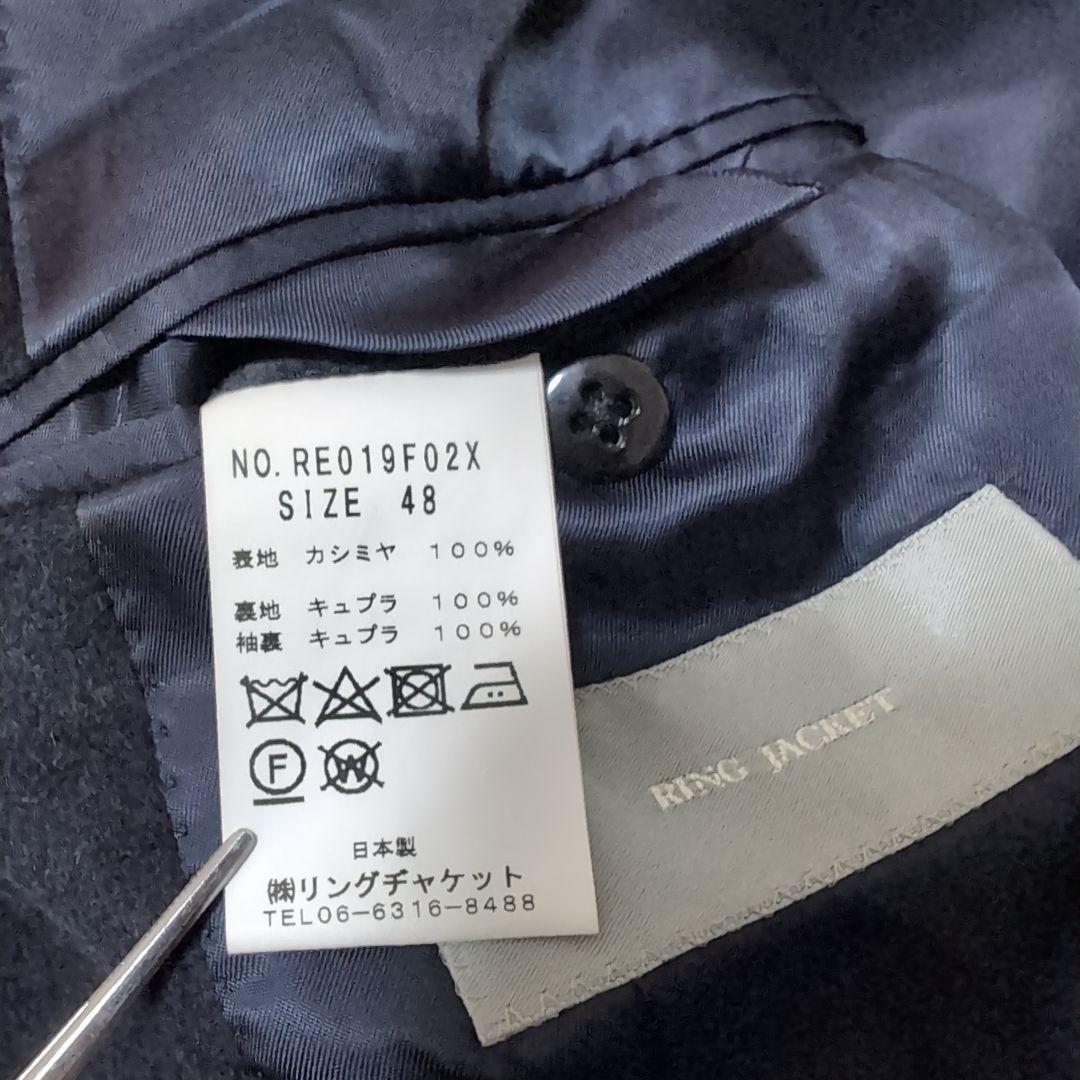 NO.RE019F02X
SIZE 48
表地 カシミヤ 100%
裏地 キュプラ 100%
袖裏 キュプラ 100%
F W
日本製
㈱リングヂャケット
TEL06-6316-8488
RING JACKET